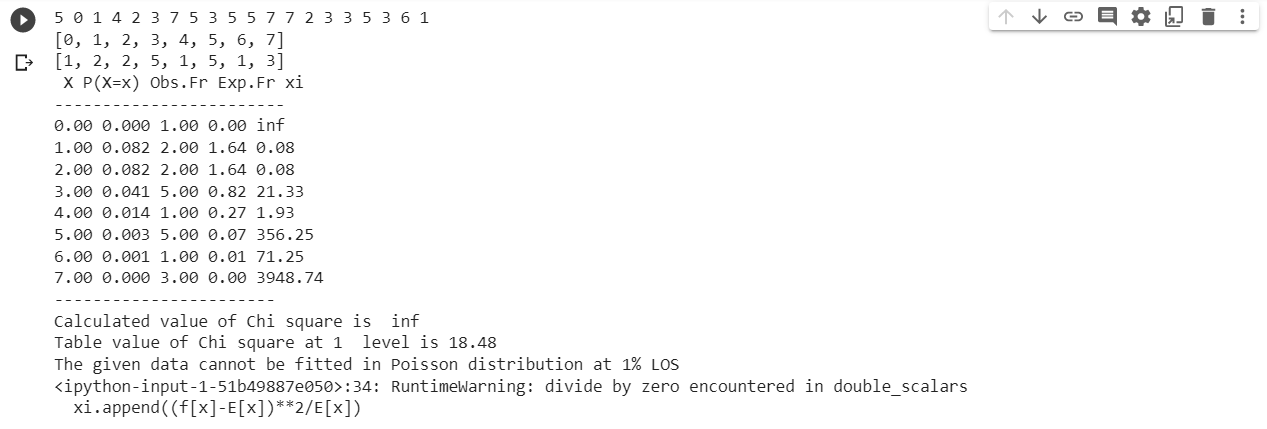 5 0 1 4 2 3 7 5 3 5 5 7 7 2 3 3 5 3 6 1
[0, 1, 2, 3, 4, 5, 6, 7]
[1, 2, 2, 5, 1, 5, 1, 3]
X P(X=x) Obs.Fr Exp.Fr xi
------------------------
0.00 0.000 1.00 0.00 inf
1.00 0.082 2.00 1.64 0.08
2.00 0.082 2.00 1.64 0.08
3.00 0.041 5.00 0.82 21.33
4.00 0.014 1.00 0.27 1.93
5.00 0.003 5.00 0.07 356.25
6.00 0.001 1.00 0.01 71.25
7.00 0.000 3.00 0.00 3948.74
-----------------------
Calculated value of Chi square is  inf
Table value of Chi square at 1  level is 18.48
The given data cannot be fitted in Poisson distribution at 1% LOS
<ipython-input-1-51b49887e050>:34: RuntimeWarning: divide by zero encountered in double_scalars
xi.append((f[x]-E[x])**2/E[x])